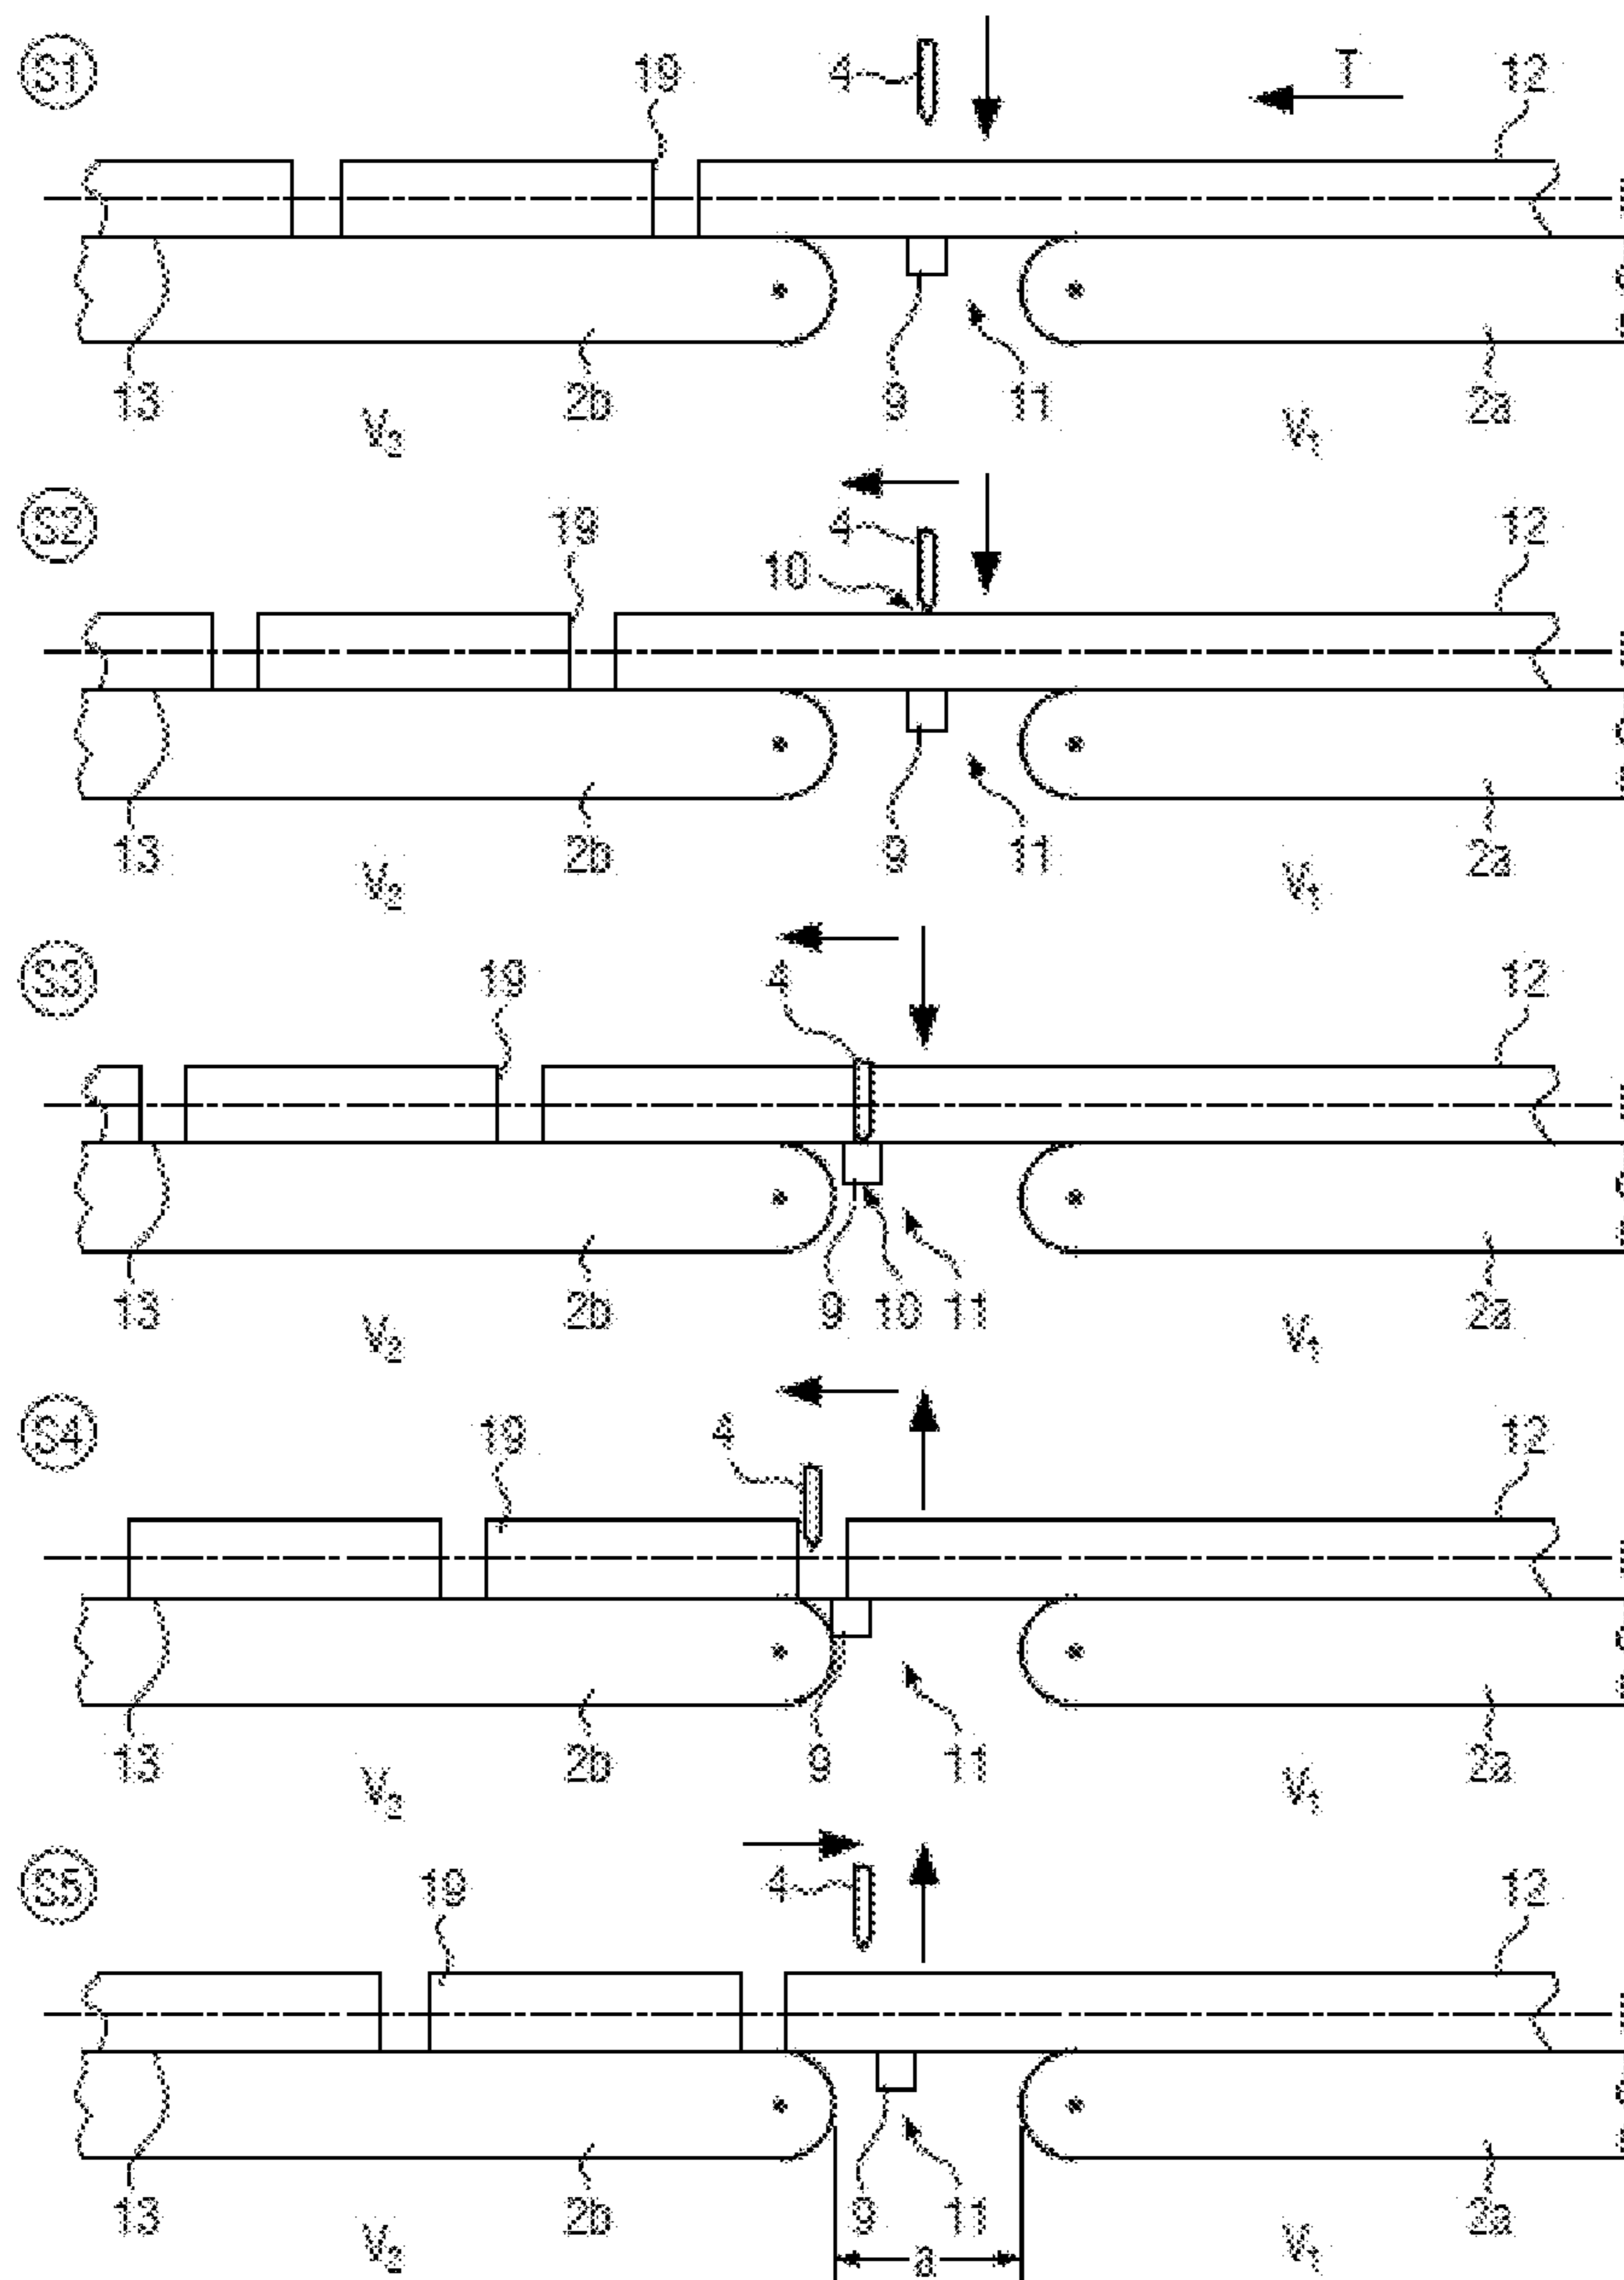 S1 19 4 T 12
13 V2 2b 9 11 V1 2a
S2 19 4 10 12
13 V2 2b 9 11 V1 2a
S3 19 4 12
13 V2 2b 9 10 11 V1 2a
S4 19 4 12
13 V2 2b 9 11 V1 2a
S5 19 4 12
13 V2 2b 9 11 V1 2a
a